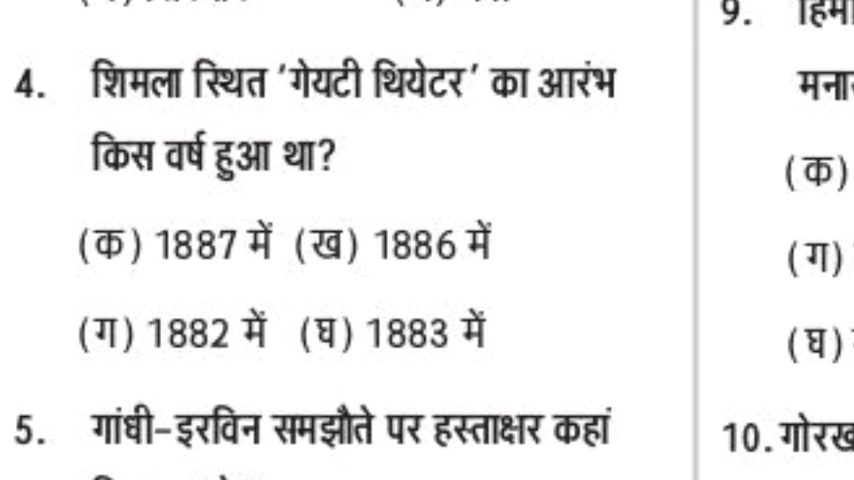 4. शिमला स्थित 'गेयटी थियेटर' का आरंभ
किस वर्ष हुआ था?
(क) 1887 में (ख) 1886 में
(ग) 1882 में (घ) 1883 में
5. गांधी-इरविन समझौते पर हस्ताक्षर कहां
9.
(क)
(ग)
(घ)
10.